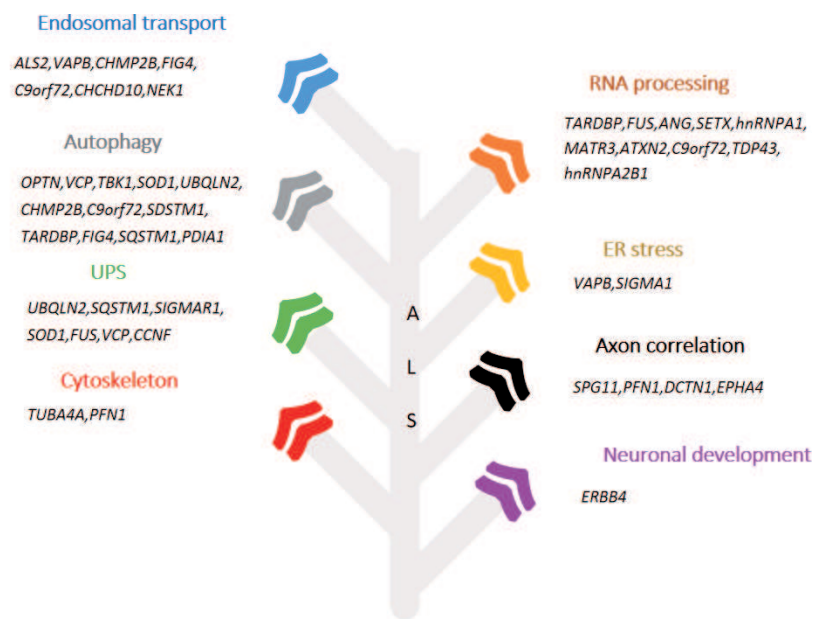 Endosomal transport
ALS2,VAPB,CHMP2B,FIG4,
C9orf72,CHCHD10,NEK1
Autophagy
OPTN,VCP,TBK1,SOD1,UBQLN2,
CHMP2B,C9orf72,SDSTM1,
TARDBP,FIG4,SQSTM1,PDIA1
UPS
UBQLN2,SQSTM1,SIGMAR1,
SOD1,FUS,VCP,CCNF
Cytoskeleton
TUBA4A,PFN1
A
L
S
RNA processing
TARDBP,FUS,ANG,SETX,hnRNPA1,
MATR3,ATXN2,C9orf72,TDP43,
hnRNPA2B1
ER stress
VAPB,SIGMA1
Axon correlation
SPG11,PFN1,DCTN1,EPHA4
Neuronal development
ERBB4